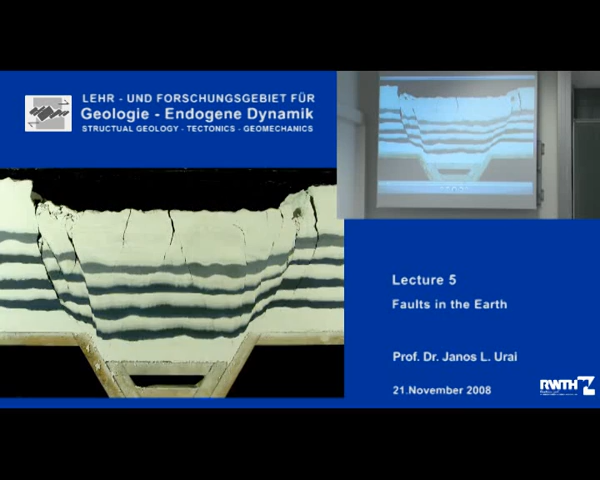 LEHR - UND FORSCHUNGSGEBIET FÜR
Geologie - Endogene Dynamik
STRUCTUAL GEOLOGY - TECTONICS - GEOMECHANICS
Lecture 5
Faults in the Earth
Prof. Dr. Janos L. Urai
21.November 2008
RWTH